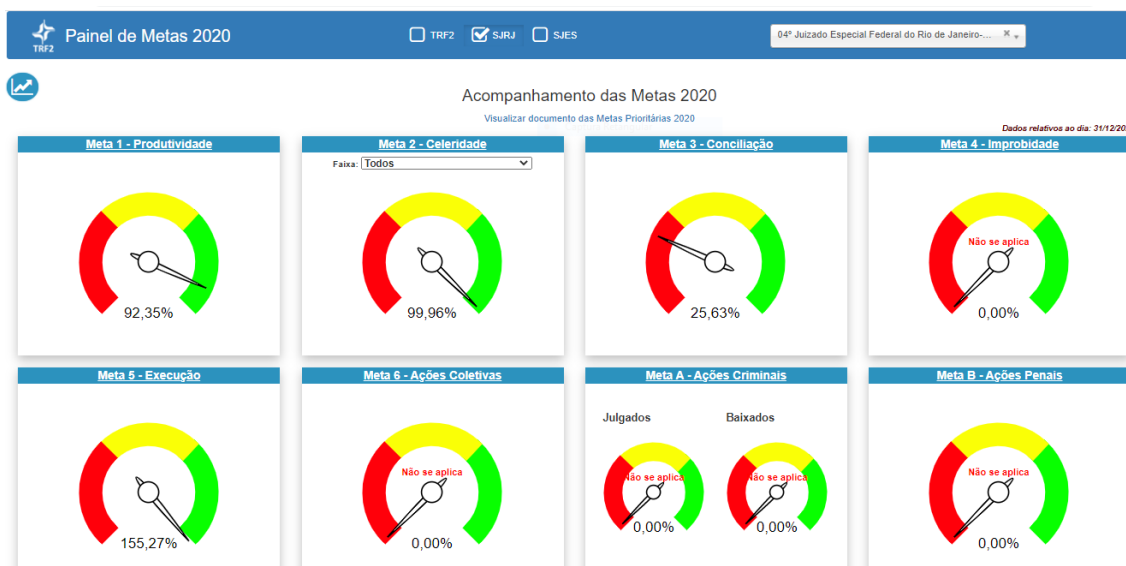 TRF2
Painel de Metas 2020
TRF2
SJRJ
SJES
04º Juizado Especial Federal do Rio de Janeiro-...
Acompanhamento das Metas 2020
Visualizar documento das Metas Prioritárias 2020
Dados relativos ao dia: 31/12/20
Meta 1 - Produtividade
92,35%
Meta 2 - Celeridade
Faixa: Todos
99,96%
Meta 3 - Conciliação
25,63%
Meta 4 - Improbidade
Não se aplica
0,00%
Meta 5 - Execução
155,27%
Meta 6 - Ações Coletivas
Não se aplica
0,00%
Meta A - Ações Criminais
Julgados
Não se aplica
0,00%
Baixados
Não se aplica
0,00%
Meta B - Ações Penais
Não se aplica
0,00%